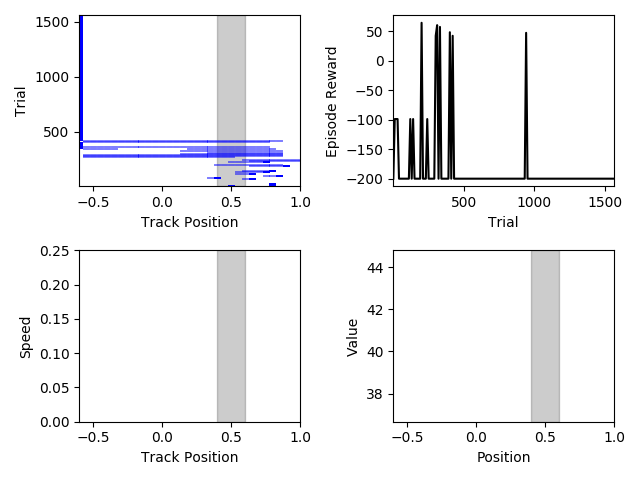 1500
1000
500
Trial
−0.5 0.0 0.5 1.0
Track Position
50
0
−50
−100
−150
−200
Episode Reward
500 1000 1500
Trial
0.25
0.20
0.15
0.10
0.05
0.00
Speed
−0.5 0.0 0.5 1.0
Track Position
44
42
40
38
Value
−0.5 0.0 0.5 1.0
Position